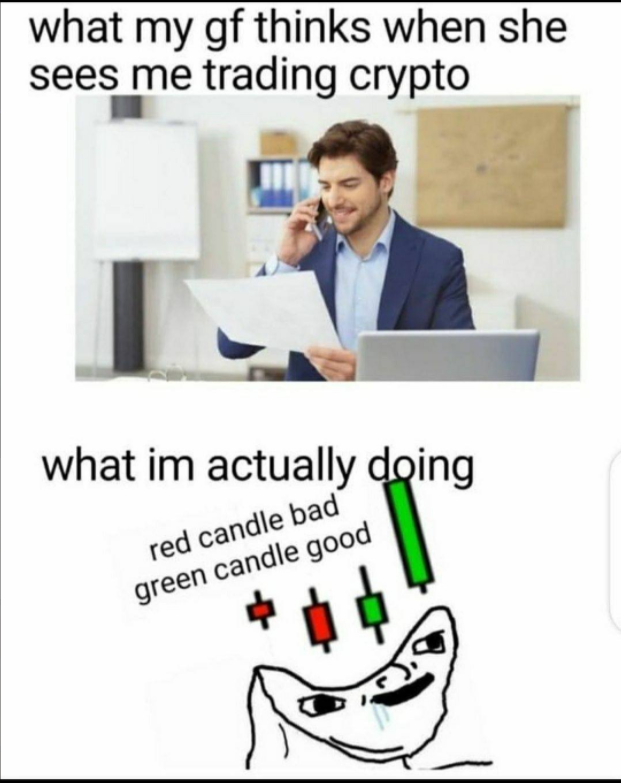 what my gf thinks when she
sees me trading crypto
what im actually doing
red candle bad
green candle good